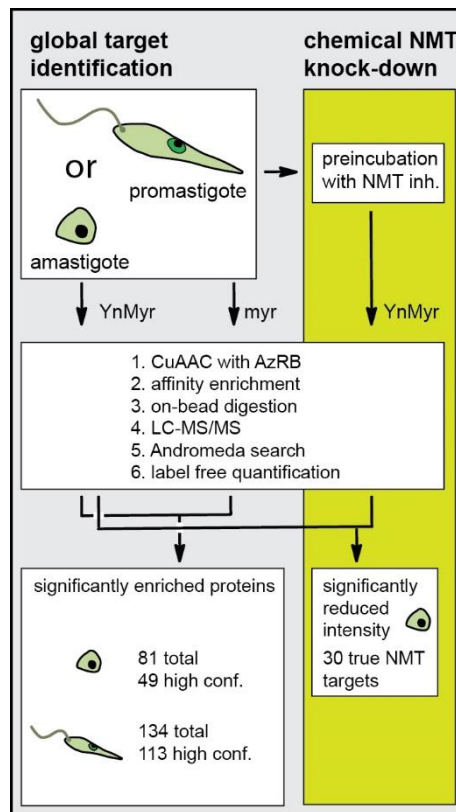 global target
identification
chemical NMT
knock-down
or
promastigote
amastigote
preincubation
with NMT inh.
YnMyr
myr
YnMyr
1. CuAAC with AzRB
2. affinity enrichment
3. on-bead digestion
4. LC-MS/MS
5. Andromeda search
6. label free quantification
significantly enriched proteins
81 total
49 high conf.
134 total
113 high conf.
significantly
reduced
intensity
30 true NMT
targets